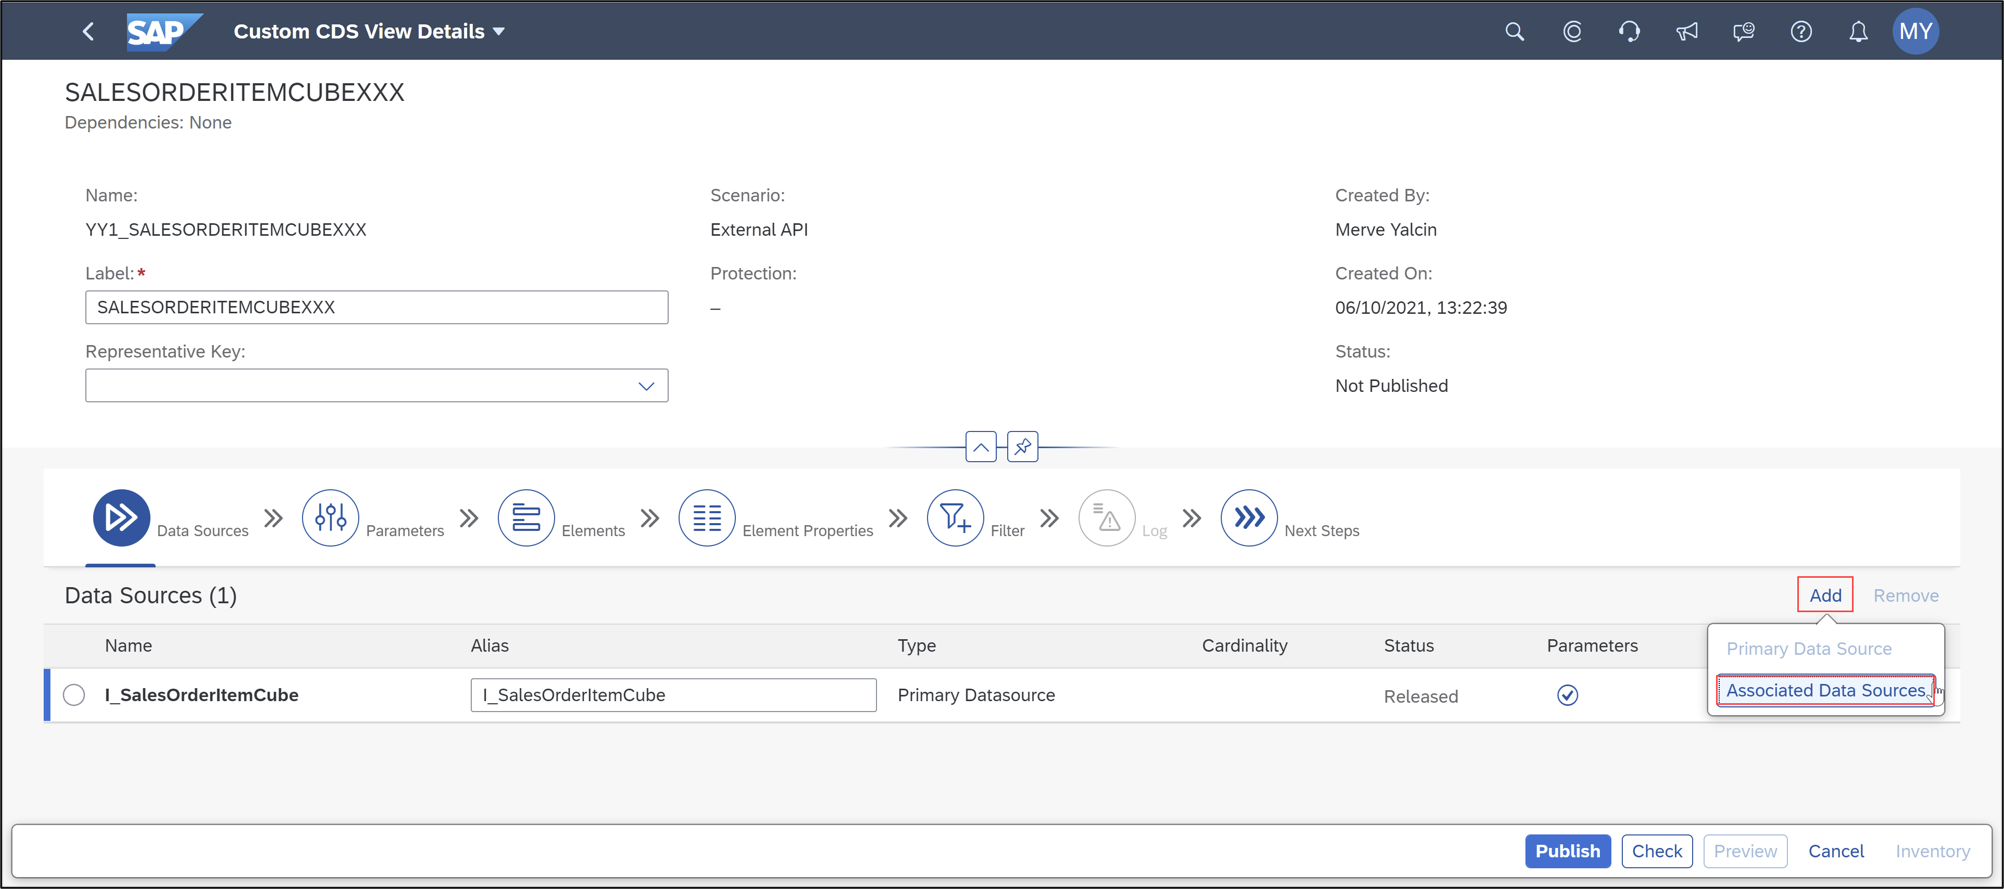 SAP Custom CDS View Details MY
SALESORDERITEMCUBEXXX
Dependencies: None
Name: Scenario: Created By:
YY1_SALESORDERITEMCUBEXXX External API Merve Yalcin
Label:* Protection: Created On:
SALESORDERITEMCUBEXXX – 06/10/2021, 13:22:39
Representative Key: Status:
Not Published
Data Sources Parameters Elements Element Properties Filter Log Next Steps
Data Sources (1) Add Remove
Name Alias Type Cardinality Status Parameters
Primary Data Source
I_SalesOrderItemCube I_SalesOrderItemCube Primary Datasource Released Associated Data Sources
Publish Check Preview Cancel Inventory